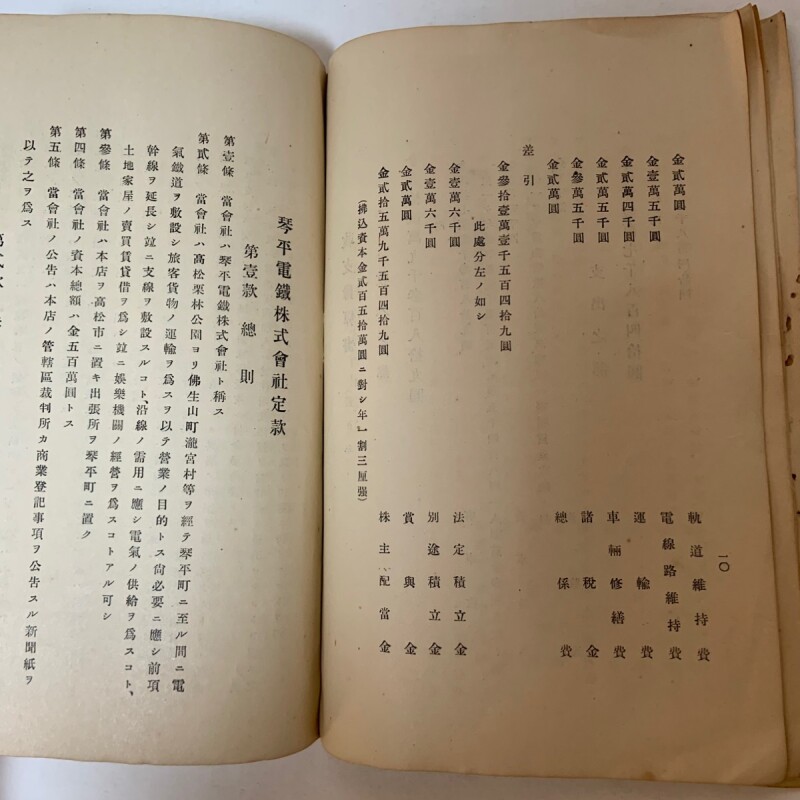 一〇
金貳萬圓 軌道維持費
金壹萬五千圓 電線路維持費
金貳萬四千圓 運輸費
金貳萬五千圓 車輛修繕費
金參萬五千圓 諸税金
金貳萬圓 總係費
差引
金參拾壹萬壹千五百四拾九圓
此處分左ノ如シ
金壹萬六千圓 法定積立金
金壹萬六千圓 別途積立金
金貳萬圓 賞與金
金貳拾五萬九千五百四拾九圓 株主配當金
(拂込資本金貳百五拾萬圓ニ對シ年一割三厘强)
琴平電鐵株式會社定款
第壹款 總則
第壹條 當會社ハ琴平電鐵株式會社ト稱ス
第貳條 當會社ハ高松栗林公園ヨリ佛生山町瀧宮村等ヲ經テ琴平町ニ至ル間ニ電
氣鐵道ヲ敷設シ旅客貨物ノ運輸ヲ爲スヲ以テ營業ノ目的トス尙必要ニ應シ前項
幹線ヲ延長シ竝ニ支線ヲ敷設スルコト、沿線ノ需用ニ應シ電氣ノ供給ヲ爲スコト、
土地家屋ノ賣買賃貸借ヲ爲シ竝ニ娛樂機關ノ經營ヲ爲スコトアル可シ
第參條 當會社ハ本店ヲ高松市ニ置キ出張所ヲ琴平町ニ置ク
第四條 當會社ノ資本總額ハ金五百萬圓トス
第五條 當會社ノ公告ハ本店ノ管轄區裁判所カ商業登記事項ヲ公告スル新聞紙ヲ
以テ之ヲ爲ス